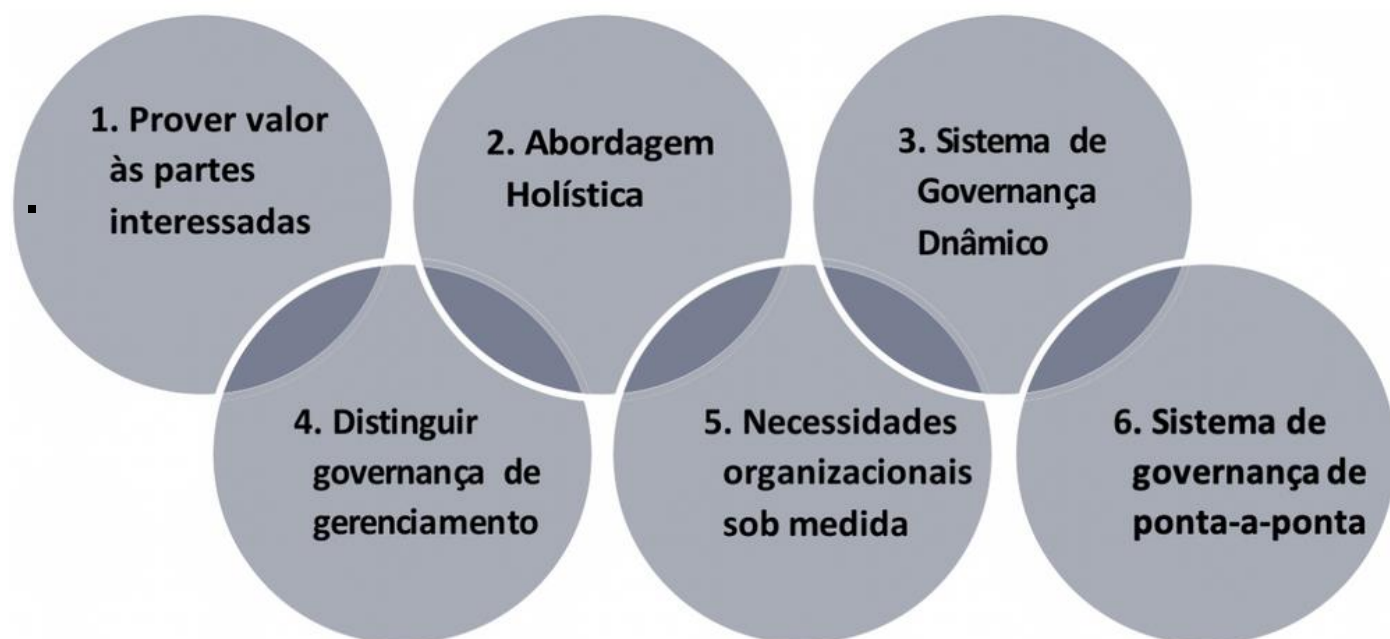 1. Prover valor
às partes
interessadas
2. Abordagem
Holística
3. Sistema de
Governança
Dnâmico
4. Distinguir
governança de
gerenciamento
5. Necessidades
organizacionais
sob medida
6. Sistema de
governança de
ponta-a-ponta